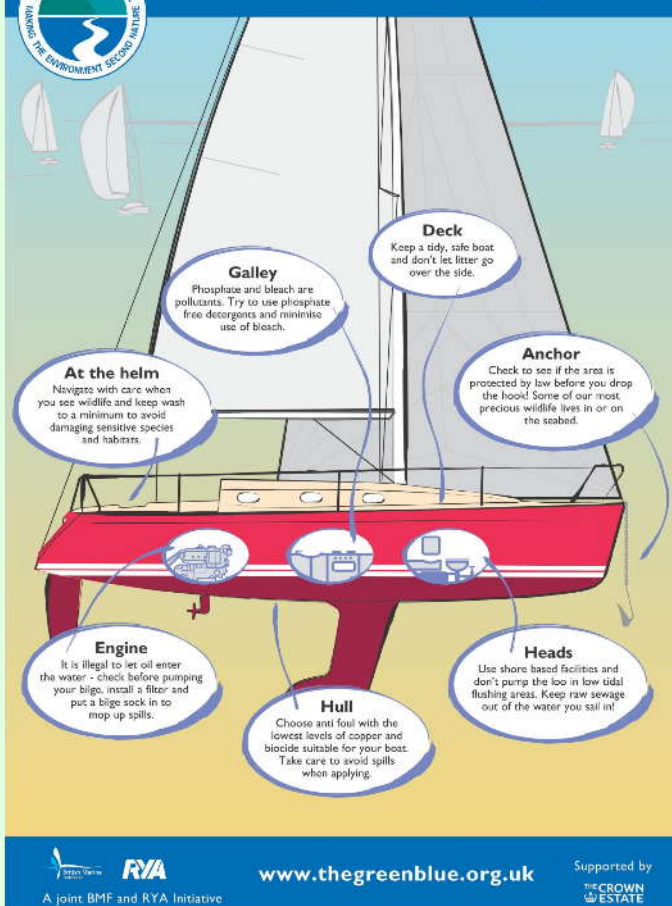 MAKING THE ENVIRONMENT SECOND NATURE
Deck
Keep a tidy, safe boat
and don't let litter go
over the side.
Galley
Phosphate and bleach are
pollutants. Try to use phosphate
free detergents and minimise
use of bleach.
Anchor
Check to see if the area is
protected by law before you drop
the hook! Some of our most
precious wildlife lives in or on
the seabed.
At the helm
Navigate with care when
you see wildlife and keep wash
to a minimum to avoid
damaging sensitive species
and habitats.
Engine
It is illegal to let oil enter
the water - check before pumping
your bilge, install a filter and
put a bilge sock in to
mop up spills.
Heads
Use shore based facilities and
don't pump the loo in low tidal
flushing areas. Keep raw sewage
out of the water you sail in!
Hull
Choose anti foul with the
lowest levels of copper and
biocide suitable for your boat.
Take care to avoid spills
when applying.
British Marine
RYA
A joint BMF and RYA Initiative
www.thegreenblue.org.uk
Supported by
THE CROWN
ESTATE